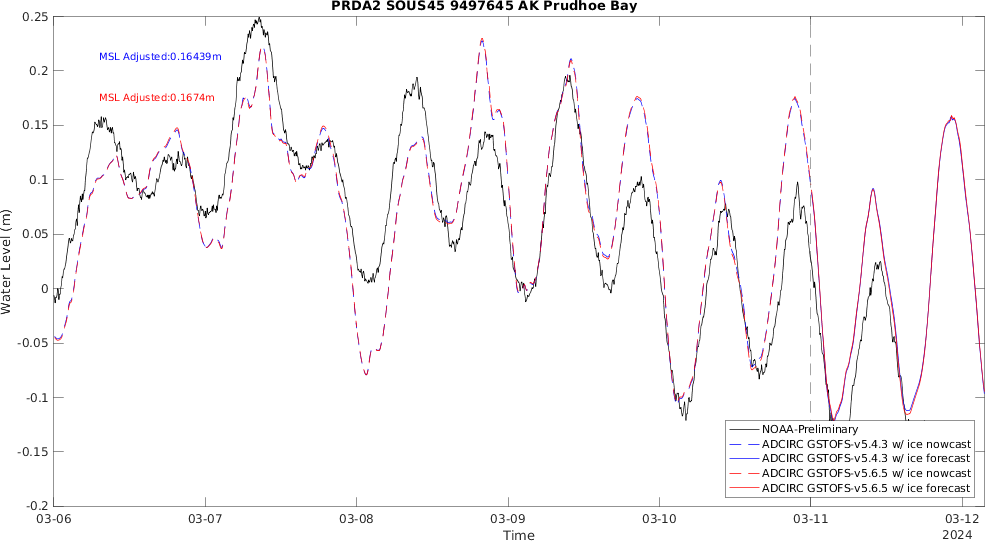 PRDA2 SOUS45 9497645 AK Prudhoe Bay
0.25
MSL Adjusted:0.16439m
0.2
MSL Adjusted:0.1674m
0.15
0.1
0.05
0
-0.05
-0.1
-0.15
-0.2
Water Level (m)
NOAA-Preliminary
ADCIRC GSTOFS-v5.4.3 w/ ice nowcast
ADCIRC GSTOFS-v5.4.3 w/ ice forecast
ADCIRC GSTOFS-v5.6.5 w/ ice nowcast
ADCIRC GSTOFS-v5.6.5 w/ ice forecast
03-06 03-07 03-08 03-09 03-10 03-11 03-12
Time
2024